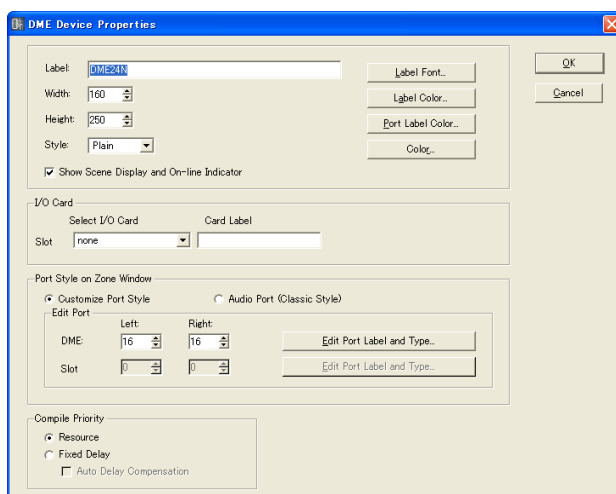 DME Device Properties
Label: DME24N Label Font... OK
Width: 160 Label Color... Cancel
Height: 250 Port Label Color...
Style: Plain Color...
Show Scene Display and On-line Indicator
I/O Card
Select I/O Card Card Label
Slot none
Port Style on Zone Window
Customize Port Style Audio Port (Classic Style)
Edit Port
Left: Right:
DME: 16 16 Edit Port Label and Type...
Slot 0 0 Edit Port Label and Type...
Compile Priority
Resource
Fixed Delay
Auto Delay Compensation